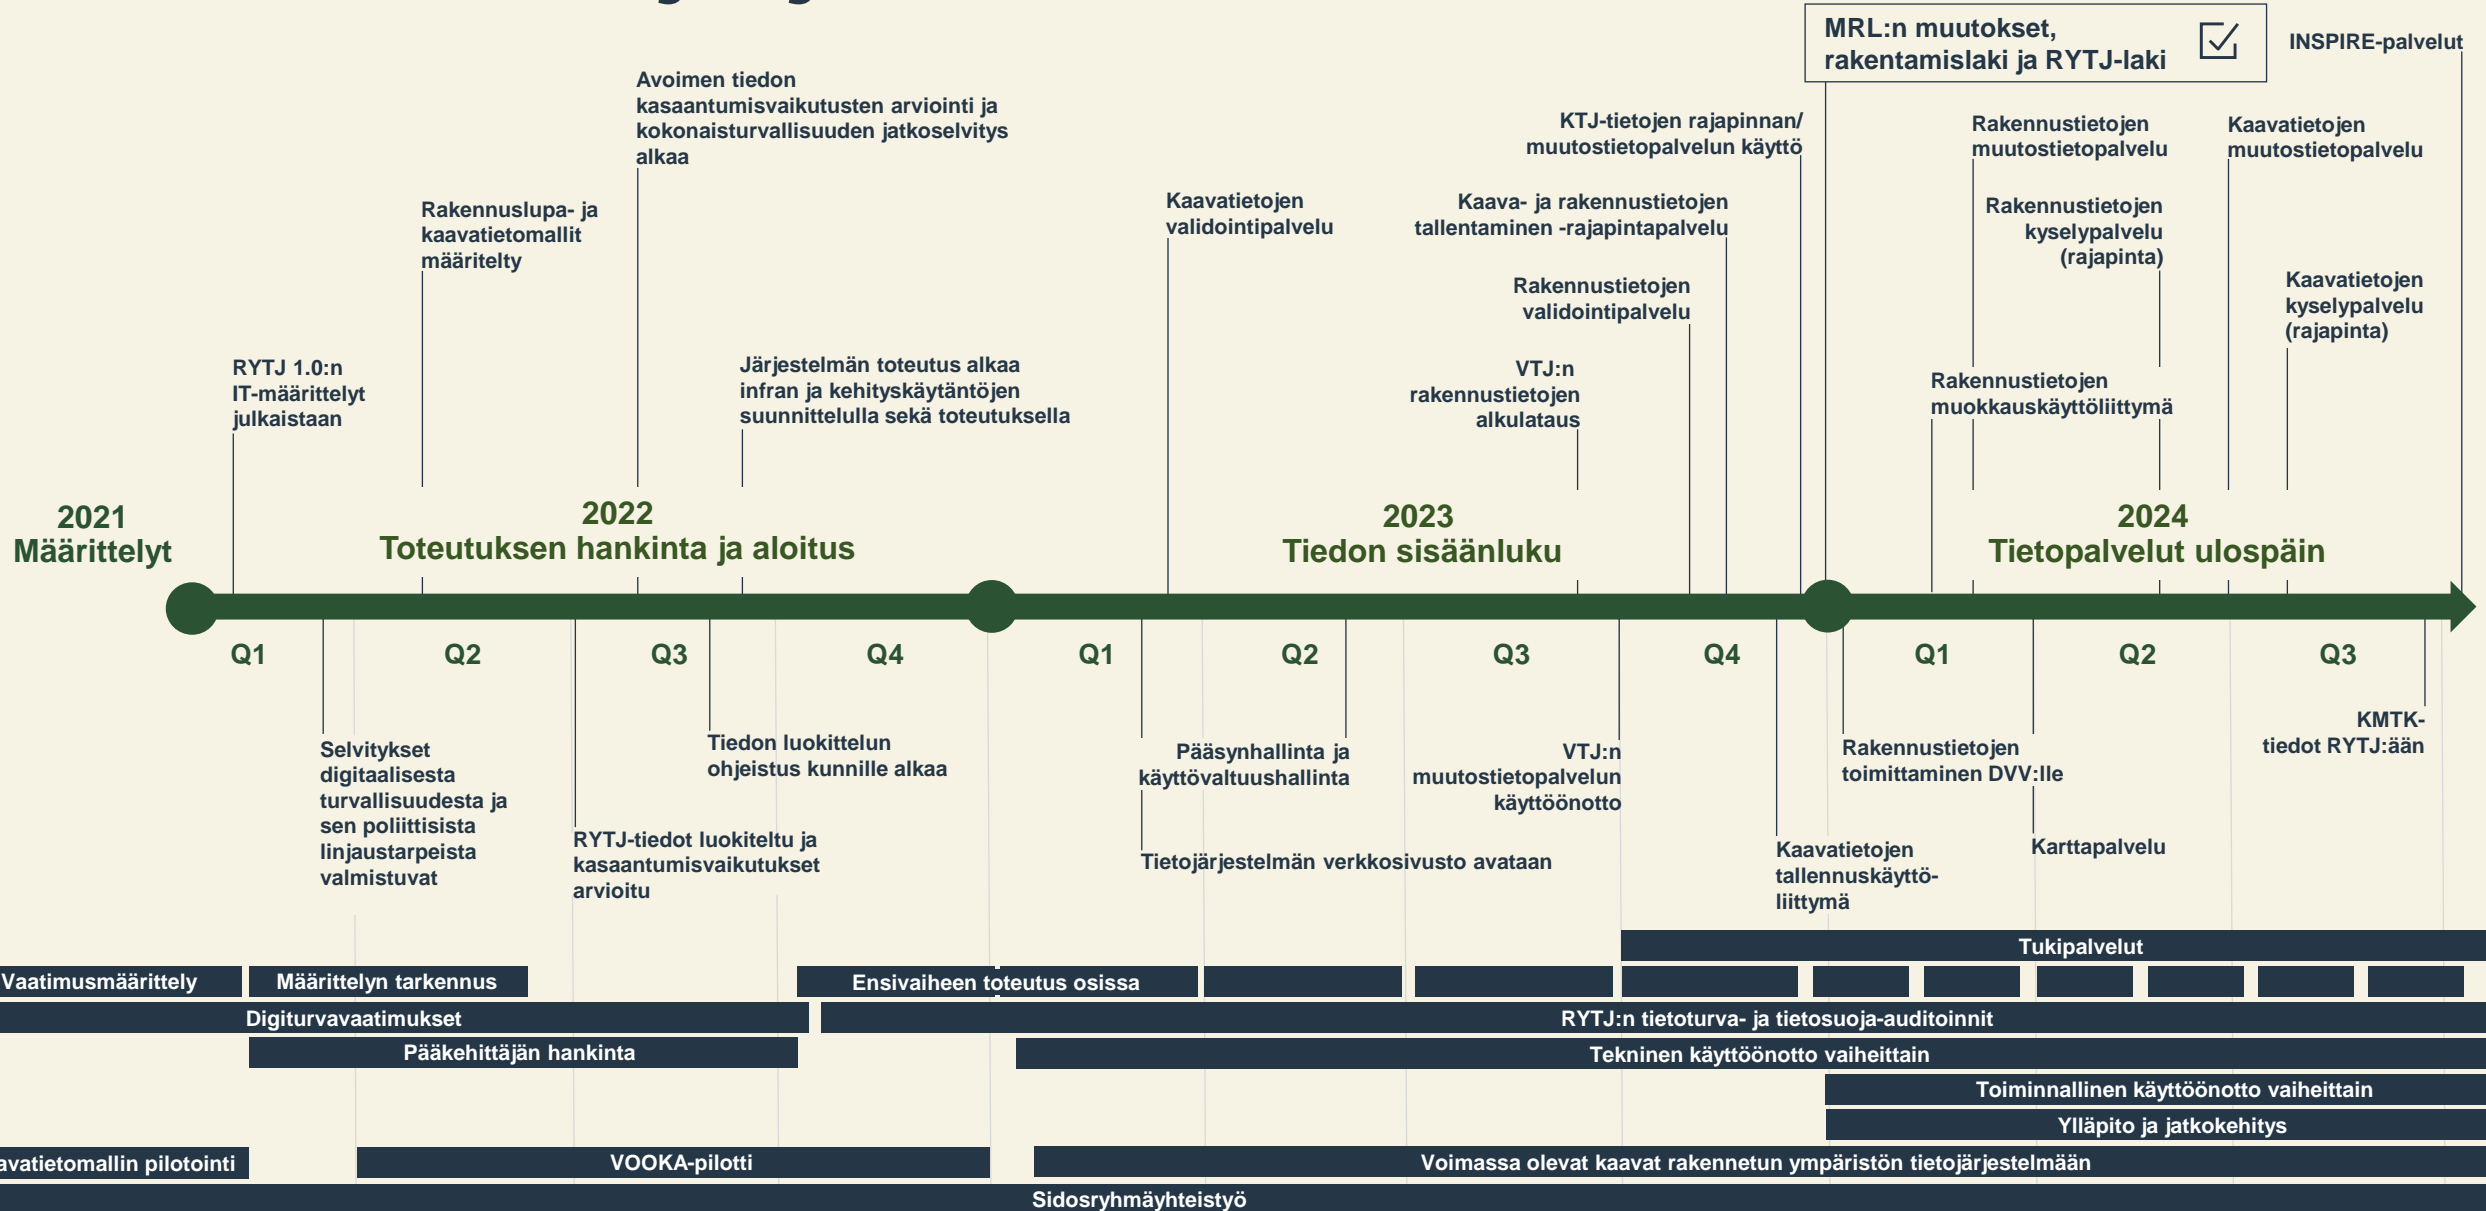 MRL:n muutokset,
rakentamislaki ja RYTJ-laki
INSPIRE-palvelut
Avoimen tiedon
kasaantumisvaikutusten arviointi ja
kokonaisturvallisuuden jatkoselvitys
alkaa
KTJ-tietojen rajapinnan/
muutostietopalvelun käyttö
Rakennustietojen
muutostietopalvelu
Kaavatietojen
muutostietopalvelu
Rakennuslupa- ja
kaavatietomallit
määritelty
Kaavatietojen
validointipalvelu
Kaava- ja rakennustietojen
tallentaminen -rajapintapalvelu
Rakennustietojen
kyselypalvelu
(rajapinta)
Rakennustietojen
validointipalvelu
Kaavatietojen
kyselypalvelu
(rajapinta)
RYTJ 1.0:n
IT-määrittelyt
julkaistaan
Järjestelmän toteutus alkaa
infran ja kehityskäytäntöjen
suunnittelulla sekä toteutuksella
VTJ:n
rakennustietojen
alkulataus
Rakennustietojen
muokkauskäyttöliittymä
2021
Määrittelyt
2022
Toteutuksen hankinta ja aloitus
2023
Tiedon sisäänluku
2024
Tietopalvelut ulospäin
Q1
Q2
Q3
Q4
Q1
Q2
Q3
Q4
Q1
Q2
Q3
Selvitykset
digitaalisesta
turvallisuudesta ja
sen poliittisista
linjaustarpeista
valmistuvat
RYTJ-tiedot luokiteltu ja
kasaantumisvaikutukset
arvioitu
Tiedon luokittelun
ohjeistus kunnille alkaa
Pääsynhallinta ja
käyttövaltuushallinta
Tietojärjestelmän verkkosivusto avataan
VTJ:n
muutostietopalvelun
käyttöönotto
Kaavatietojen
tallennuskäyttö-
liittymä
Rakennustietojen
toimittaminen DVV:lle
Karttapalvelu
KMTK-
tiedot RYTJ:ään
Tukipalvelut
Vaatimusmäärittely
Määrittelyn tarkennus
Ensivaiheen toteutus osissa
Digiturvavaatimukset
RYTJ:n tietoturva- ja tietosuoja-auditoinnit
Pääkehittäjän hankinta
Tekninen käyttöönotto vaiheittain
Toiminnallinen käyttöönotto vaiheittain
Ylläpito ja jatkokehitys
avatietomallin pilotointi
VOOKA-pilotti
Voimassa olevat kaavat rakennetun ympäristön tietojärjestelmään
Sidosryhmäyhteistyö